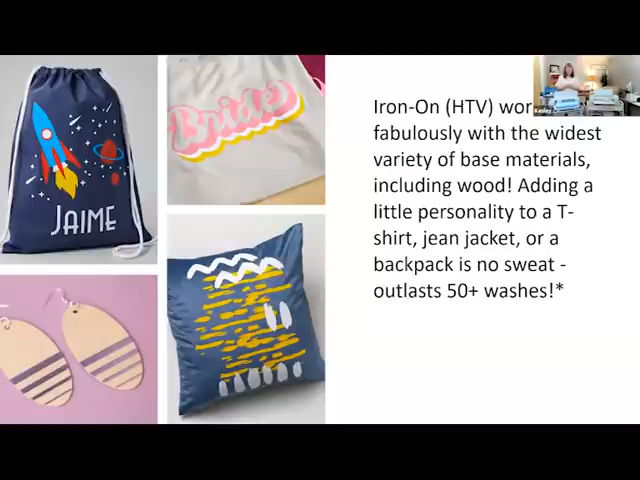 JAIME
Bride
Iron-On (HTV) wor
fabulously with the widest
variety of base materials,
including wood! Adding a
little personality to a T-
shirt, jean jacket, or a
backpack is no sweat -
outlasts 50+ washes!*